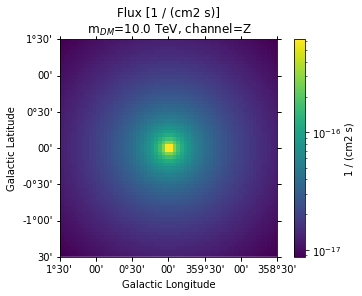 Flux [1 / (cm2 s)]
m_{DM}=10.0 TeV, channel=Z
1°30'
00'
0°30'
00'
-0°30'
-1°00'
30'
1°30' 00' 0°30' 00' 359°30' 00' 358°30'
Galactic Latitude
Galactic Longitude
10^{-16}
10^{-17}
1 / (cm2 s)